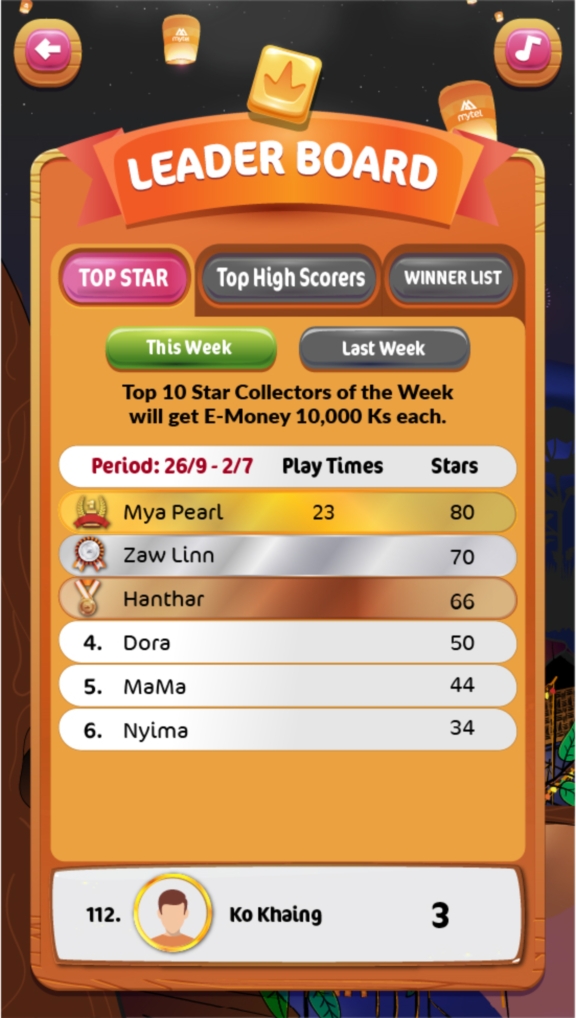 mytel
mytel
LEADER BOARD
TOP STAR
Top High Scorers
WINNER LIST
This Week
Last Week
Top 10 Star Collectors of the Week
will get E-Money 10,000 Ks each.
Period: 26/9 - 2/7 Play Times Stars
1 Mya Pearl 23 80
Zaw Linn 70
Hanthar 66
4. Dora 50
5. MaMa 44
6. Nyima 34
112. Ko Khaing 3